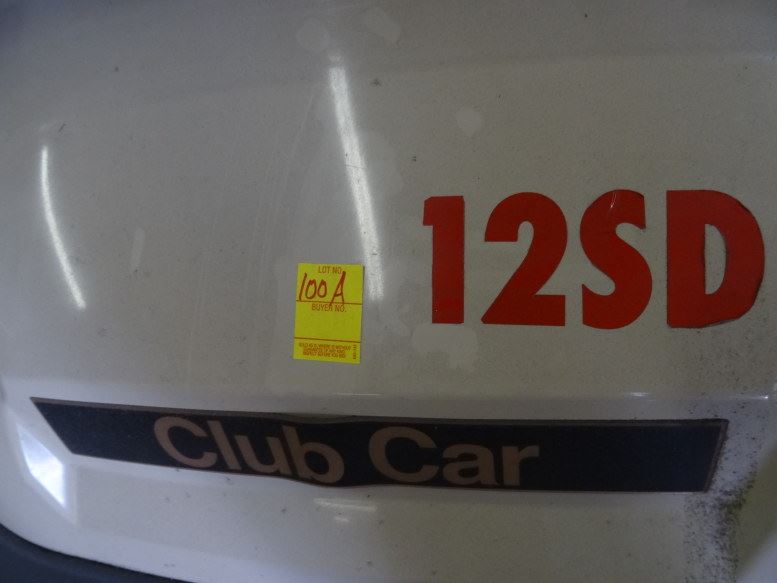 12SD
LOT NO.
100A
BUYER NO.
Club Car